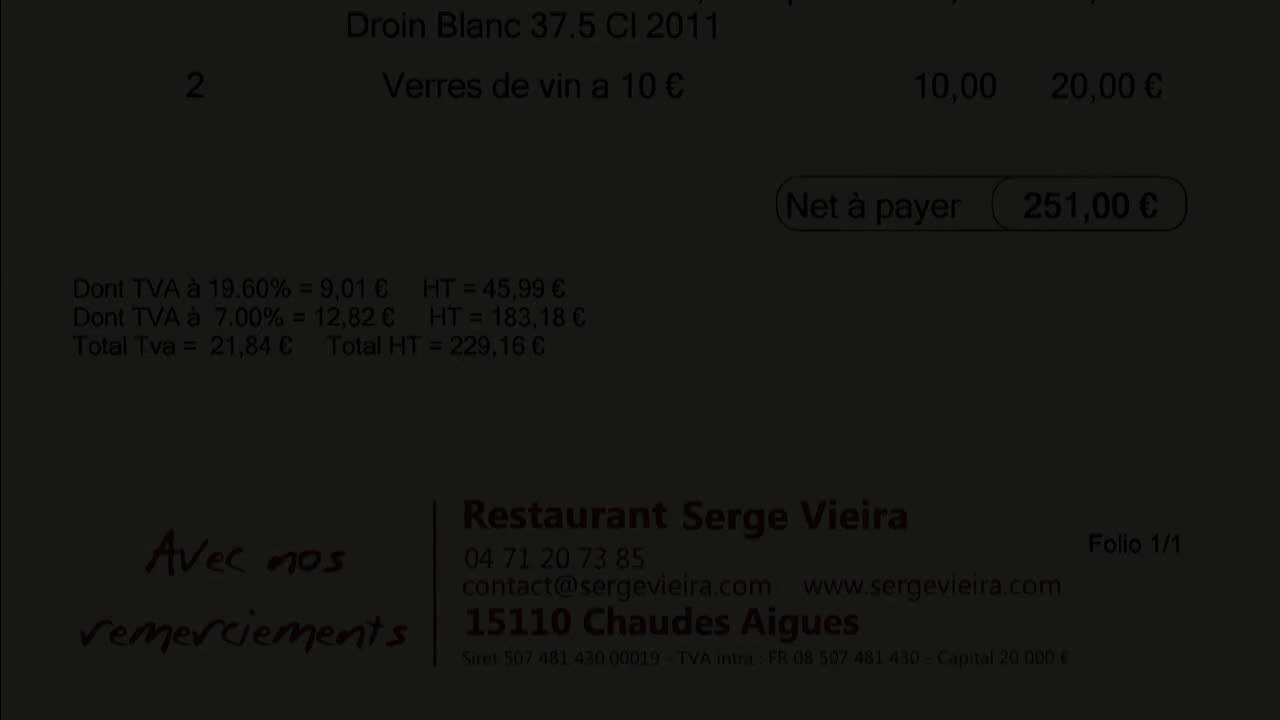 Droin Blanc 37.5 Cl 2011
2 Verres de vin a 10 € 10,00 20,00 €
Net à payer 251,00 €
Dont TVA à 19.60% = 9,01 € HT = 45,99 €
Dont TVA à 7.00% = 12,82 € HT = 183,18 €
Total Tva = 21,84 € Total HT = 229,16 €
Avec nos
remerciements
Restaurant Serge Vieira
04 71 20 73 85
contact@sergevieira.com www.sergevieira.com
15110 Chaudes Aigues
Siret 507 481 430 00019 - TVA intra : FR 08 507 481 430 - Capital 20 000 €
Folio 1/1